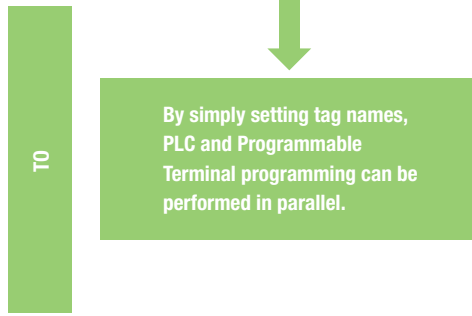 TO
By simply setting tag names,
PLC and Programmable
Terminal programming can be
performed in parallel.